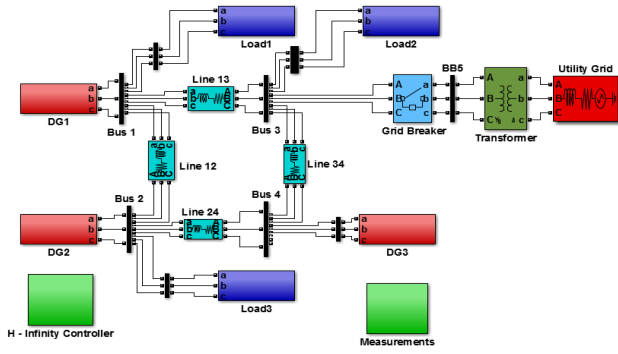 a
b
c
Load1
a
b
c
Load2
a
b
c
DG1
Bus 1
Line 13
a
b
c
A
B
C
Bus 3
A
B
C
a
b
c
Grid Breaker
BB5
A
B
C
a
b
c
Transformer
Utility Grid
A
B
C
Line 12
a
b
c
A
B
C
Line 34
a
b
c
A
B
C
a
b
c
DG2
Bus 2
Line 24
a
b
c
A
B
C
Bus 4
a
b
c
DG3
a
b
c
Load3
H - Infinity Controller
Measurements